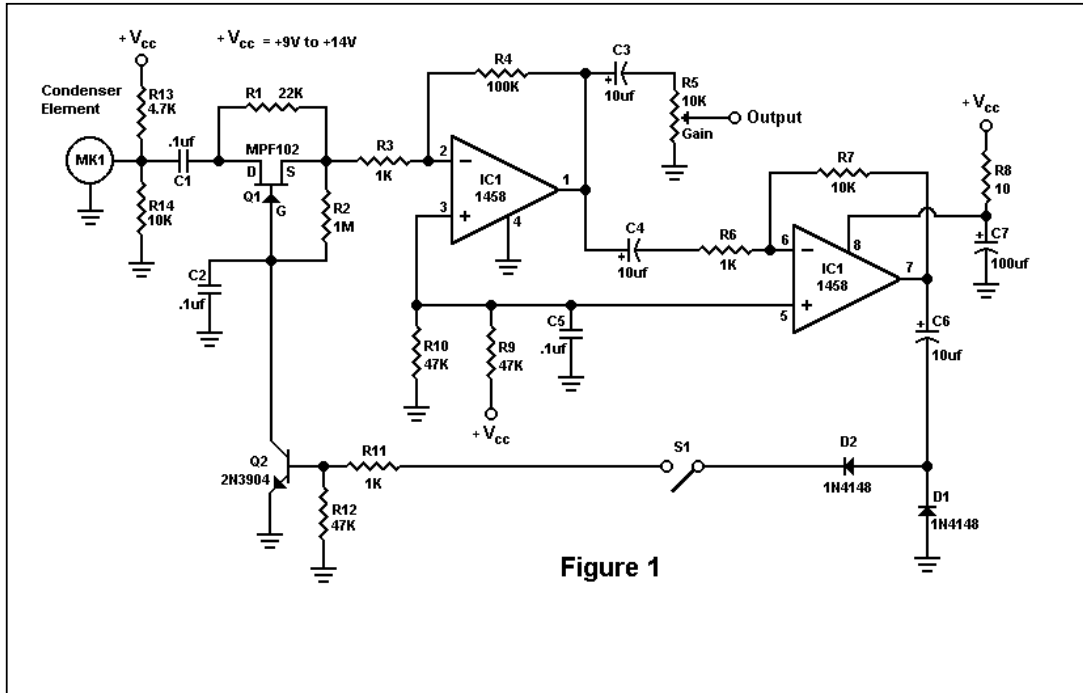 + Vcc
+ Vcc = +9V to +14V
Condenser
Element
R13
4.7K
R1 22K
R4
100K
C3
+
10uf
R5
10K
Gain
Output
+ Vcc
MK1
.1uf
C1
MPF102
D S
Q1
G
R3
1K
2
−
IC1
1458
1
3
+
4
R7
10K
R8
10
R14
10K
R2
1M
C4
+
10uf
R6
1K
6
−
8
IC1
1458
7
+
C7
100uf
C2
.1uf
5
+
R10
47K
R9
47K
C5
.1uf
+
C6
10uf
+ Vcc
Q2
2N3904
R11
1K
S1
D2
1N4148
R12
47K
D1
1N4148
Figure 1